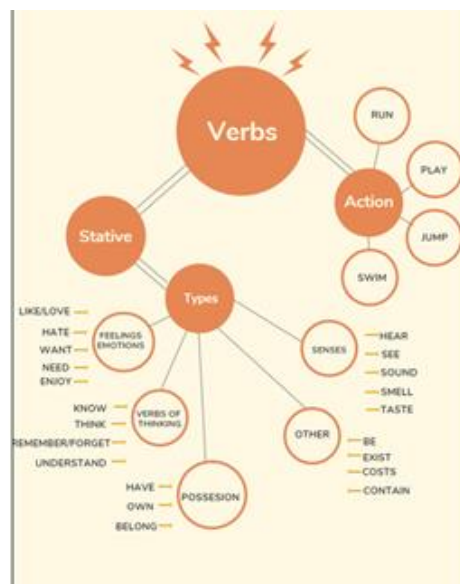 Verbs
RUN
PLAY
Action
JUMP
SWIM
Stative
Types
LIKE/LOVE
HATE
WANT
NEED
ENJOY
FEELINGS
EMOTIONS
SENSES
HEAR
SEE
SOUND
SMELL
TASTE
KNOW
THINK
REMEMBER/FORGET
UNDERSTAND
VERBS OF
THINKING
OTHER
BE
EXIST
COSTS
CONTAIN
HAVE
OWN
BELONG
POSSESION